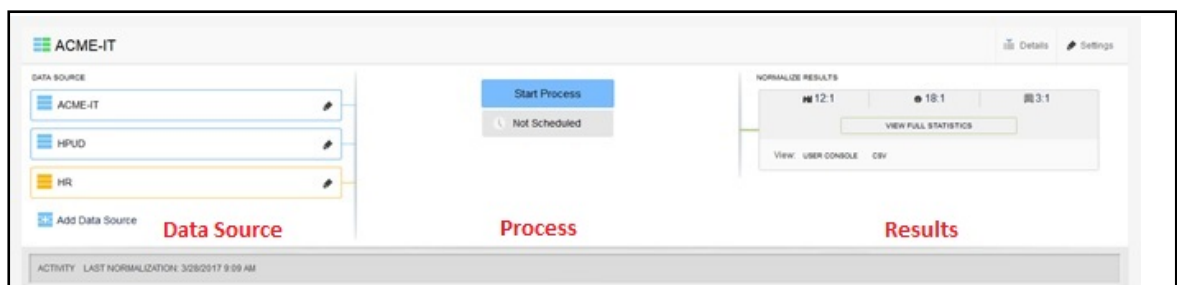 ACME-IT
Details
Settings
DATA SOURCE
ACME-IT
HPUD
HR
Add Data Source
Data Source
Start Process
Not Scheduled
Process
NORMALIZE RESULTS
12:1
18:1
3:1
VIEW FULL STATISTICS
View: USER CONSOLE CSV
Results
ACTIVITY LAST NORMALIZATION: 3/28/2017 9:09 AM